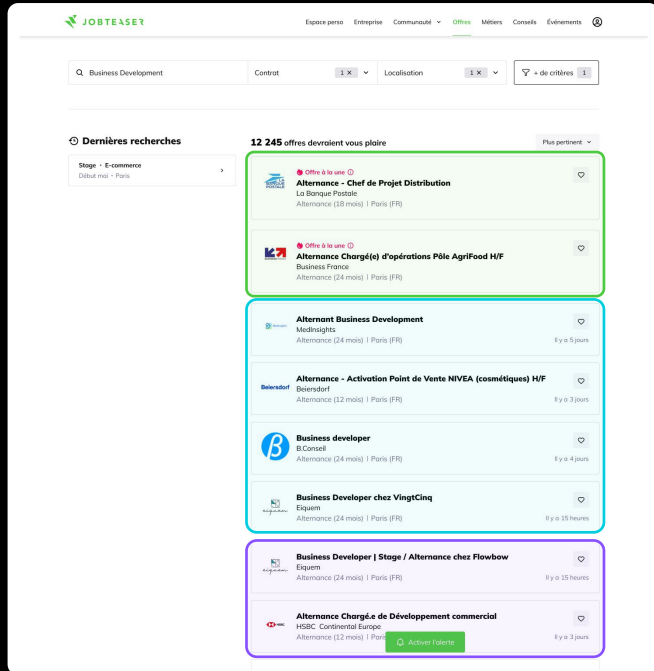 JOBTEASER
Espace perso Entreprise Communauté Offres Métiers Conseils Événements
Business Development Contrat 1 × Localisation 1 × + de critères 1
Dernières recherches
Stage · E-commerce
Début mai · Paris
12 245 offres devraient vous plaire
Plus pertinent
LA BANQUE POSTALE
Offre à la une
Alternance - Chef de Projet Distribution
La Banque Postale
Alternance (18 mois) | Paris (FR)
Offre à la une
Alternance Chargé(e) d'opérations Pôle AgriFood H/F
Business France
Alternance (24 mois) | Paris (FR)
Alternant Business Development
MedInsights
Alternance (24 mois) | Paris (FR)
Il y a 5 jours
Beiersdorf
Alternance - Activation Point de Vente NIVEA (cosmétiques) H/F
Beiersdorf
Alternance (12 mois) | Paris (FR)
Il y a 3 jours
Business developer
B.Conseil
Alternance (24 mois) | Paris (FR)
Il y a 4 jours
eiquem
Business Developer chez VingtCinq
Eiquem
Alternance (24 mois) | Paris (FR)
Il y a 15 heures
eiquem
Business Developer | Stage / Alternance chez Flowbow
Eiquem
Alternance (24 mois) | Paris (FR)
Il y a 15 heures
HSBC
Alternance Chargé.e de Développement commercial
HSBC Continental Europe
Alternance (12 mois) | Paris
Il y a 3 jours
Activer l'alerte